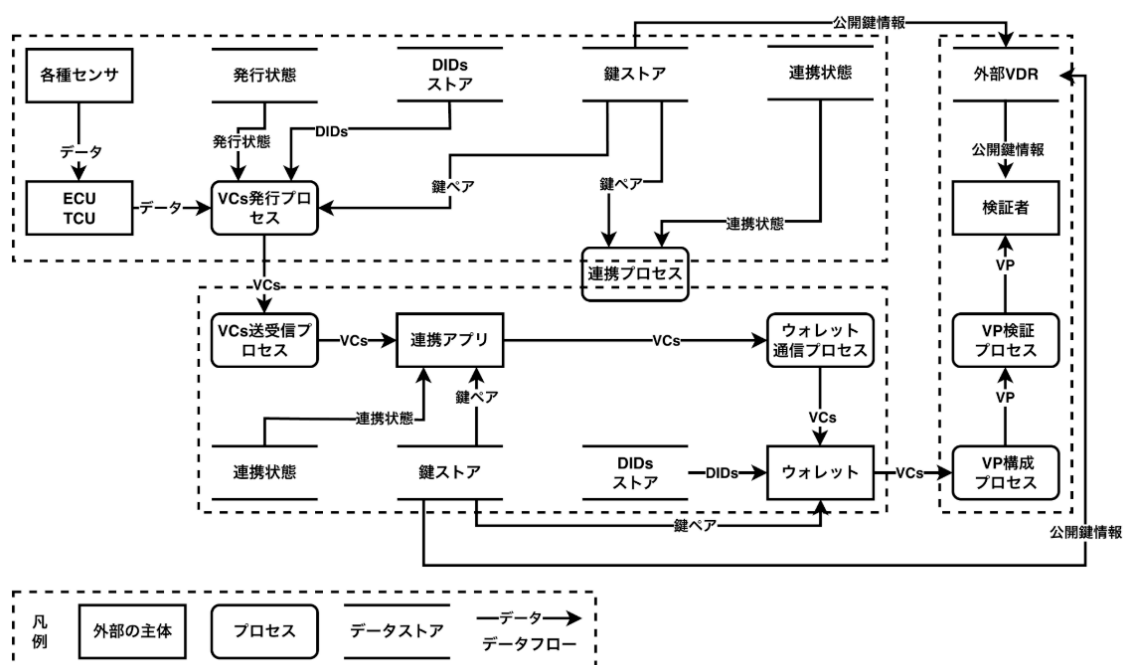 公開鍵情報
各種センサ
発行状態
DIDs
ストア
鍵ストア
連携状態
外部VDR
発行状態
DIDs
データ
鍵ペア
鍵ペア
公開鍵情報
ECU
TCU
データ
VCs発行プロ
セス
連携状態
検証者
連携プロセス
VP
VCs
VCs送受信プ
ロセス
VCs
連携アプリ
VCs
ウォレット
通信プロセス
VP検証
プロセス
鍵ペア
連携状態
VCs
VP
連携状態
鍵ストア
DIDs
ストア
DIDs
ウォレット
VCs
VP構成
プロセス
鍵ペア
公開鍵情報
凡
例
外部の主体
プロセス
データストア
データ
データフロー